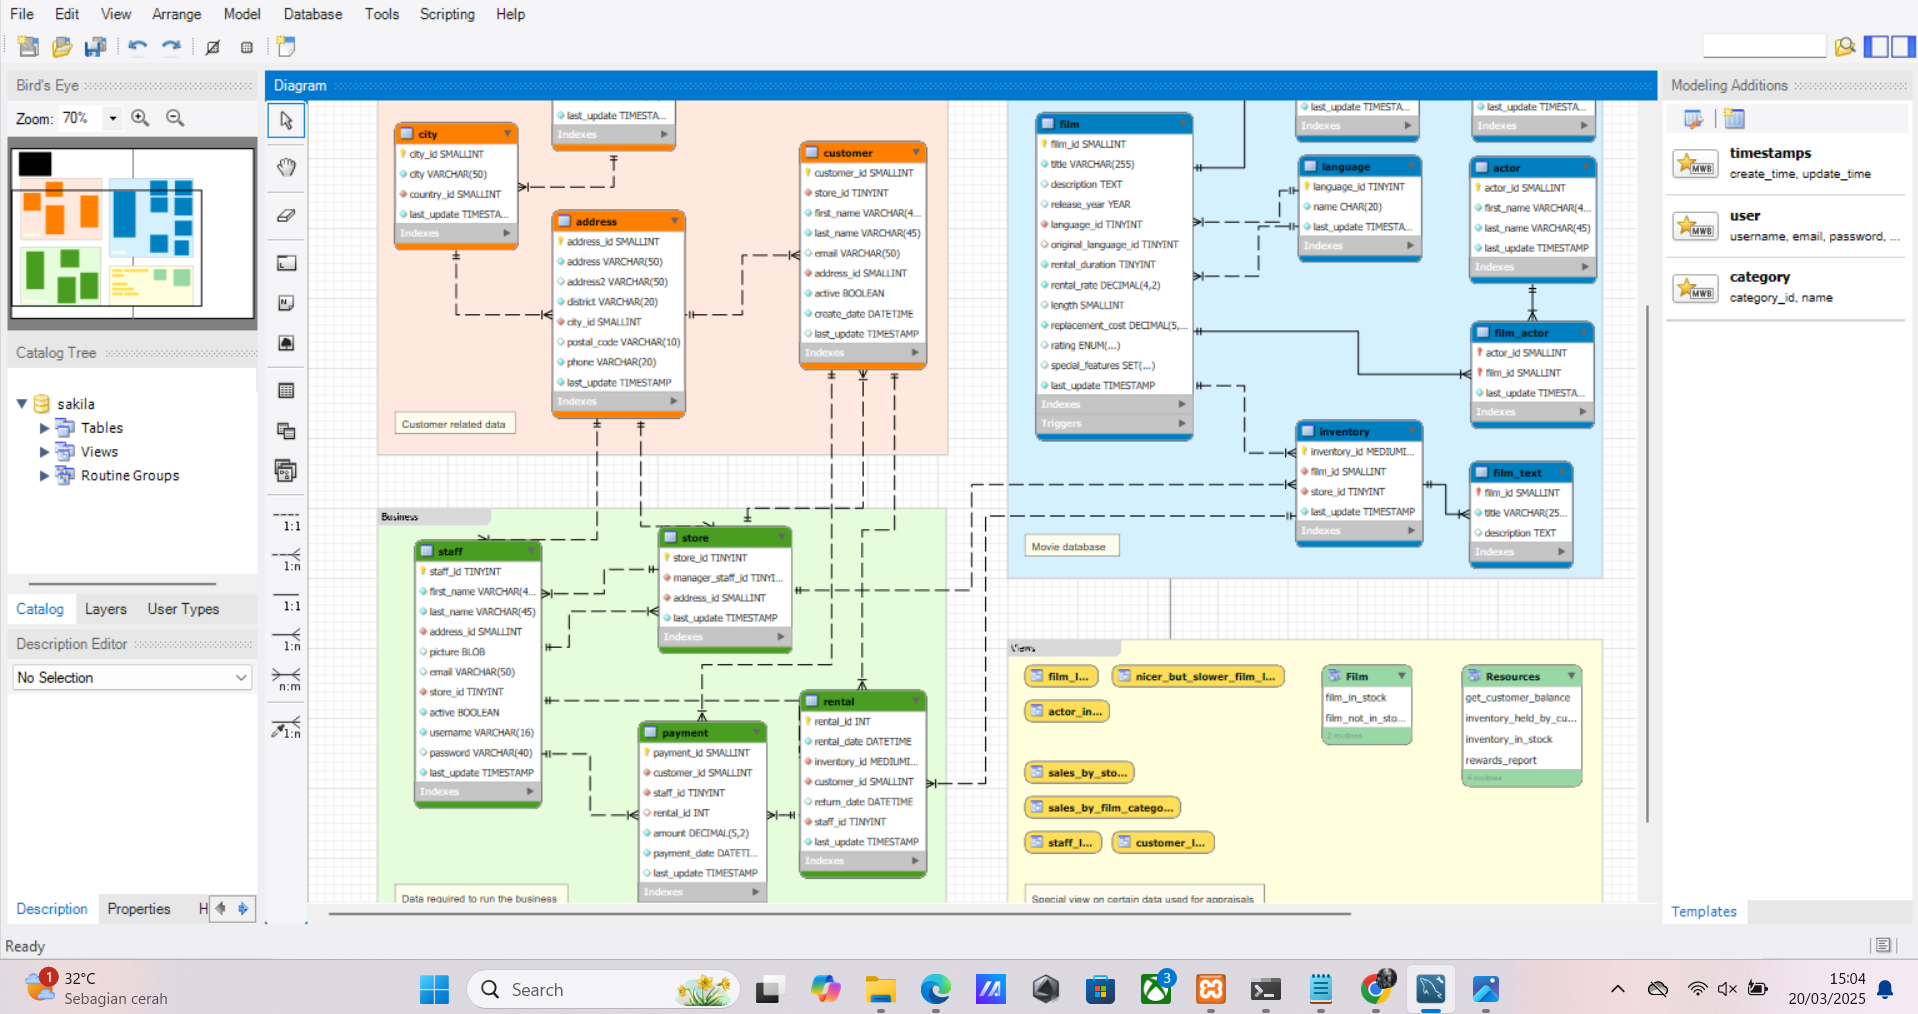 File Edit View Arrange Model Database Tools Scripting Help
Bird's Eye
Zoom: 70%
Catalog Tree
sakila
Tables
Views
Routine Groups
Catalog Layers User Types
Description Editor
No Selection
Description Properties H
Ready
Diagram
1:1
1:n
1:1
1:n
n:m
1:n
last_update TIMESTA...
Indexes
city
city_id SMALLINT
city VARCHAR(50)
country_id SMALLINT
last_update TIMESTA...
Indexes
address
address_id SMALLINT
address VARCHAR(50)
address2 VARCHAR(50)
district VARCHAR(20)
city_id SMALLINT
postal_code VARCHAR(10)
phone VARCHAR(20)
last_update TIMESTAMP
Indexes
customer
customer_id SMALLINT
store_id TINYINT
first_name VARCHAR(4...
last_name VARCHAR(45)
email VARCHAR(50)
address_id SMALLINT
active BOOLEAN
create_date DATETIME
last_update TIMESTAMP
Indexes
Customer related data
film
film_id SMALLINT
title VARCHAR(255)
description TEXT
release_year YEAR
language_id TINYINT
original_language_id TINYINT
rental_duration TINYINT
rental_rate DECIMAL(4,2)
length SMALLINT
replacement_cost DECIMAL(5,...
rating ENUM(...)
special_features SET(...)
last_update TIMESTAMP
Indexes
Triggers
last_update TIMESTA...
Indexes
last_update TIMESTA...
Indexes
language
language_id TINYINT
name CHAR(20)
last_update TIMESTA...
Indexes
actor
actor_id SMALLINT
first_name VARCHAR(4...
last_name VARCHAR(45)
last_update TIMESTAMP
Indexes
film_actor
actor_id SMALLINT
film_id SMALLINT
last_update TIMESTA...
Indexes
inventory
inventory_id MEDIUMI...
film_id SMALLINT
store_id TINYINT
last_update TIMESTAMP
Indexes
film_text
film_id SMALLINT
title VARCHAR(25...
description TEXT
Indexes
Movie database
Business
staff
staff_id TINYINT
first_name VARCHAR(4...
last_name VARCHAR(45)
address_id SMALLINT
picture BLOB
email VARCHAR(50)
store_id TINYINT
active BOOLEAN
username VARCHAR(16)
password VARCHAR(40)
last_update TIMESTAMP
Indexes
store
store_id TINYINT
manager_staff_id TINYI...
address_id SMALLINT
last_update TIMESTAMP
Indexes
payment
payment_id SMALLINT
customer_id SMALLINT
staff_id TINYINT
rental_id INT
amount DECIMAL(5,2)
payment_date DATETI...
last_update TIMESTAMP
Indexes
rental
rental_id INT
rental_date DATETIME
inventory_id MEDIUMI...
customer_id SMALLINT
return_date DATETIME
staff_id TINYINT
last_update TIMESTAMP
Indexes
Data required to run the business
Views
film_l...
nicer_but_slower_film_l...
actor_in...
sales_by_sto...
sales_by_film_catego...
staff_l...
customer_l...
Film
film_in_stock
film_not_in_sto...
2 routines
Resources
get_customer_balance
inventory_held_by_cu...
inventory_in_stock
rewards_report
4 routines
Special view on certain data used for appraisals
Modeling Additions
MWB
timestamps
create_time, update_time
MWB
user
username, email, password, ...
MWB
category
category_id, name
Templates
1
32°C
Sebagian cerah
Search
3
15:04
20/03/2025